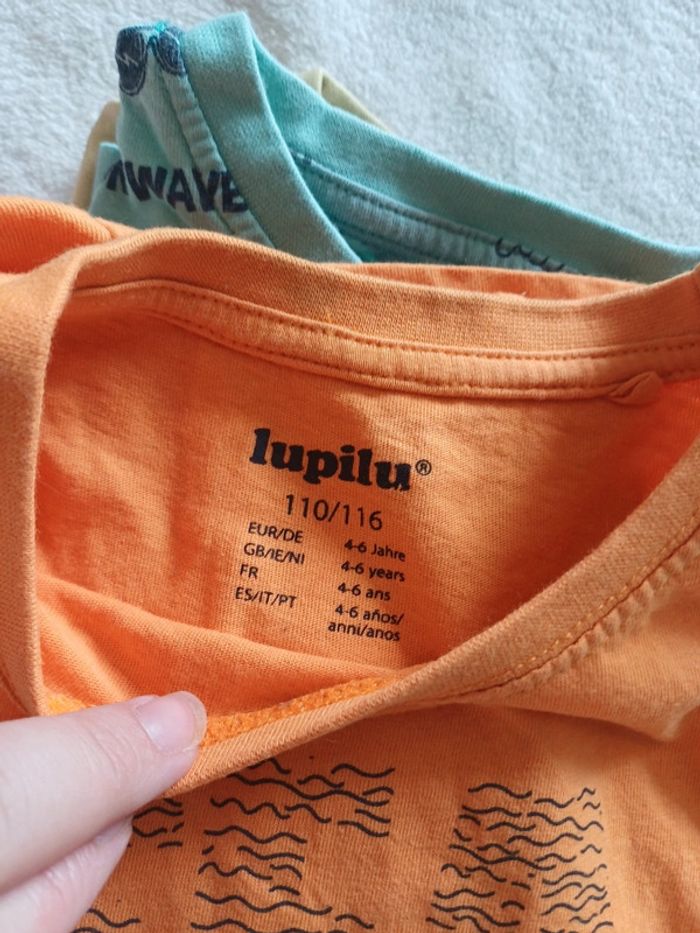 WAVE
lupilu®
110/116
EUR/DE 4-6 Jahre
GB/IE/NI 4-6 years
FR 4-6 ans
ES/IT/PT 4-6 años/
anni/anos